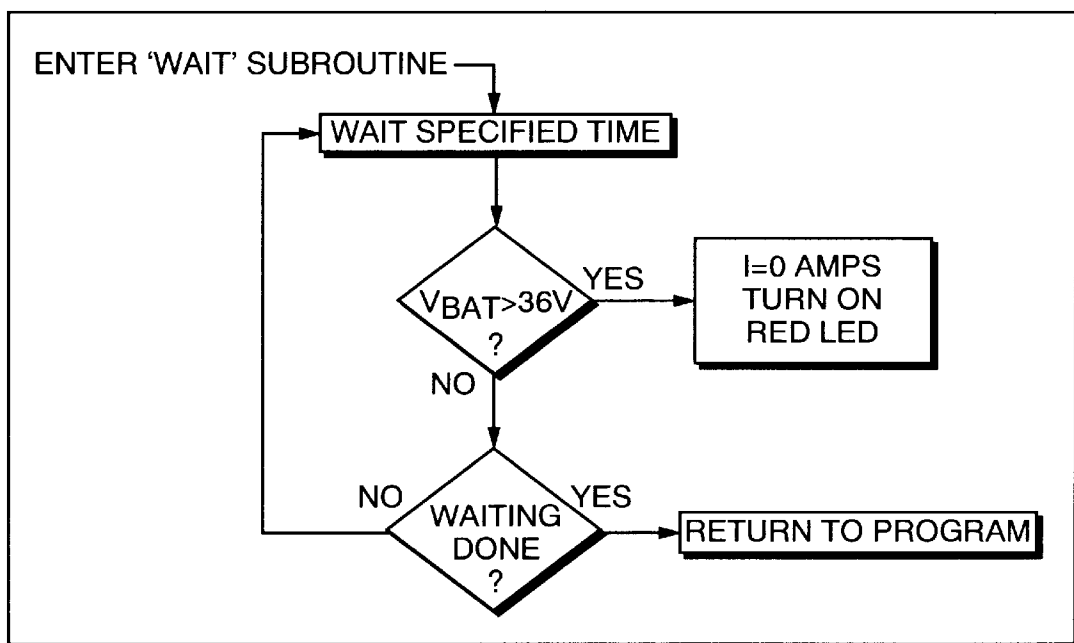 ENTER ‘WAIT’ SUBROUTINE
WAIT SPECIFIED TIME
VBAT>36V
?
YES
I=0 AMPS
TURN ON
RED LED
NO
NO
WAITING
DONE
?
YES
RETURN TO PROGRAM